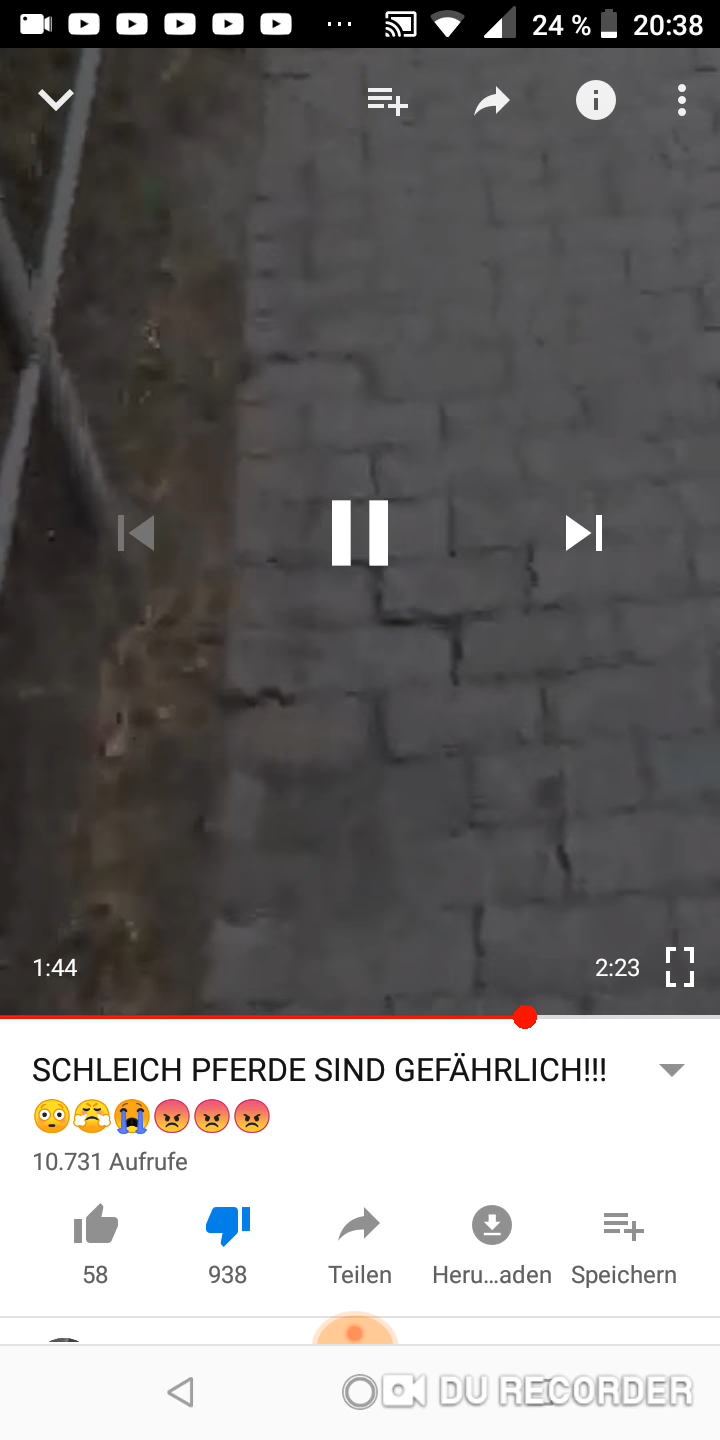 24 % 20:38
1:44 2:23
SCHLEICH PFERDE SIND GEFÄHRLICH!!!
😳😤😭😡😡😡
10.731 Aufrufe
58 938 Teilen Heru...aden Speichern
DU RECORDER